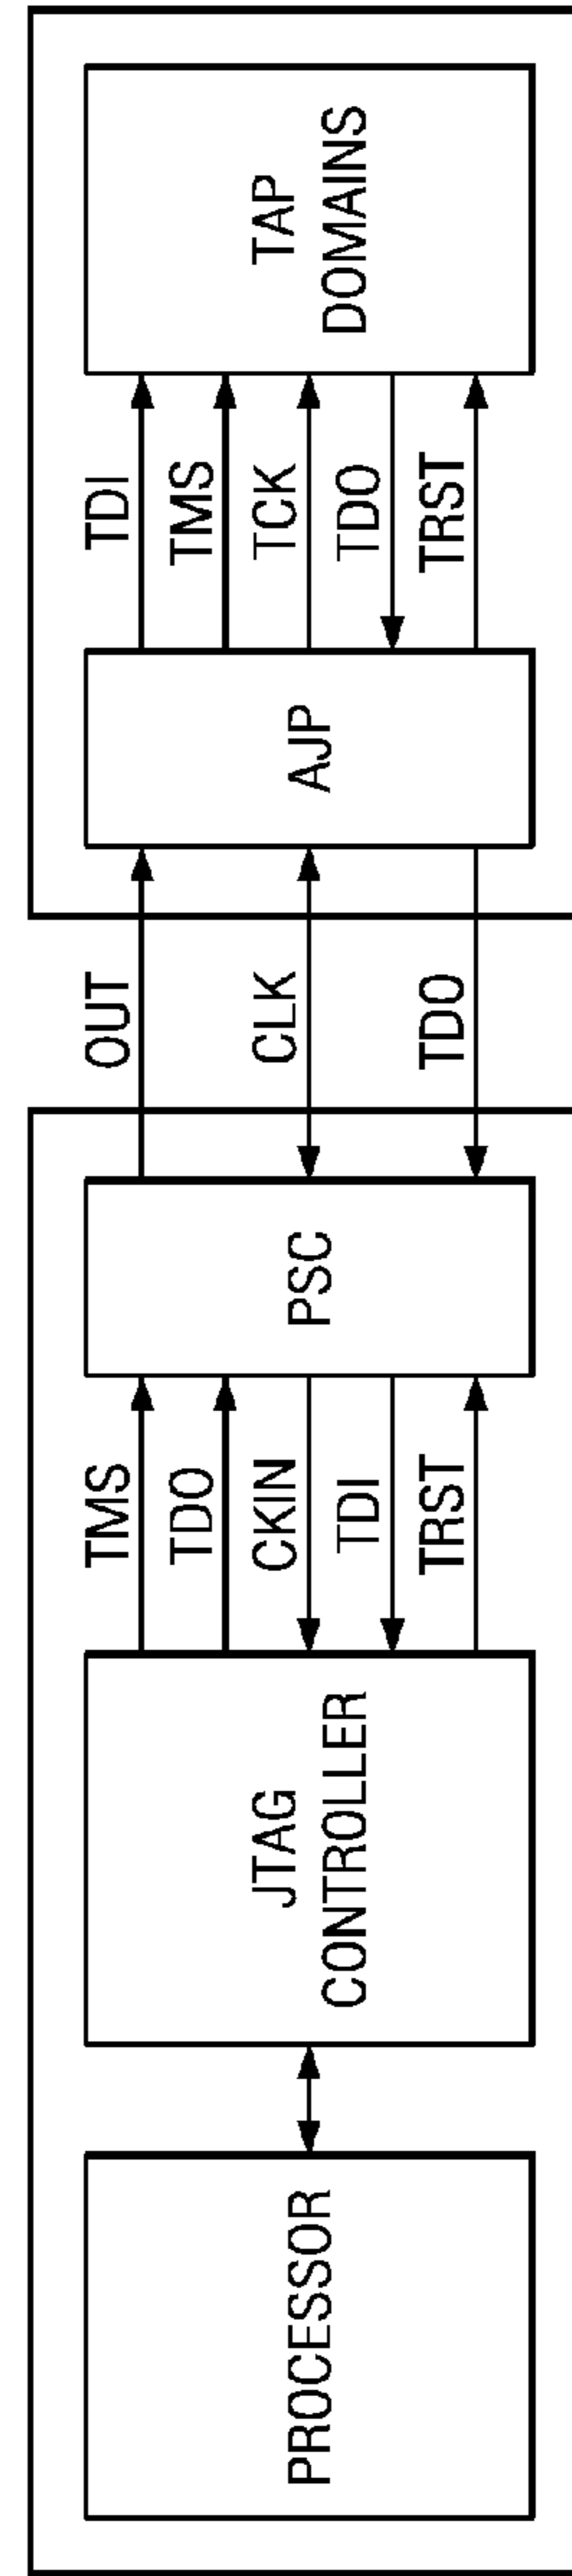 PROCESSOR
JTAG
CONTROLLER
TMS
TDO
CKIN
TDI
TRST
PSC
OUT
CLK
TDO
AJP
TDI
TMS
TCK
TDO
TRST
TAP
DOMAINS